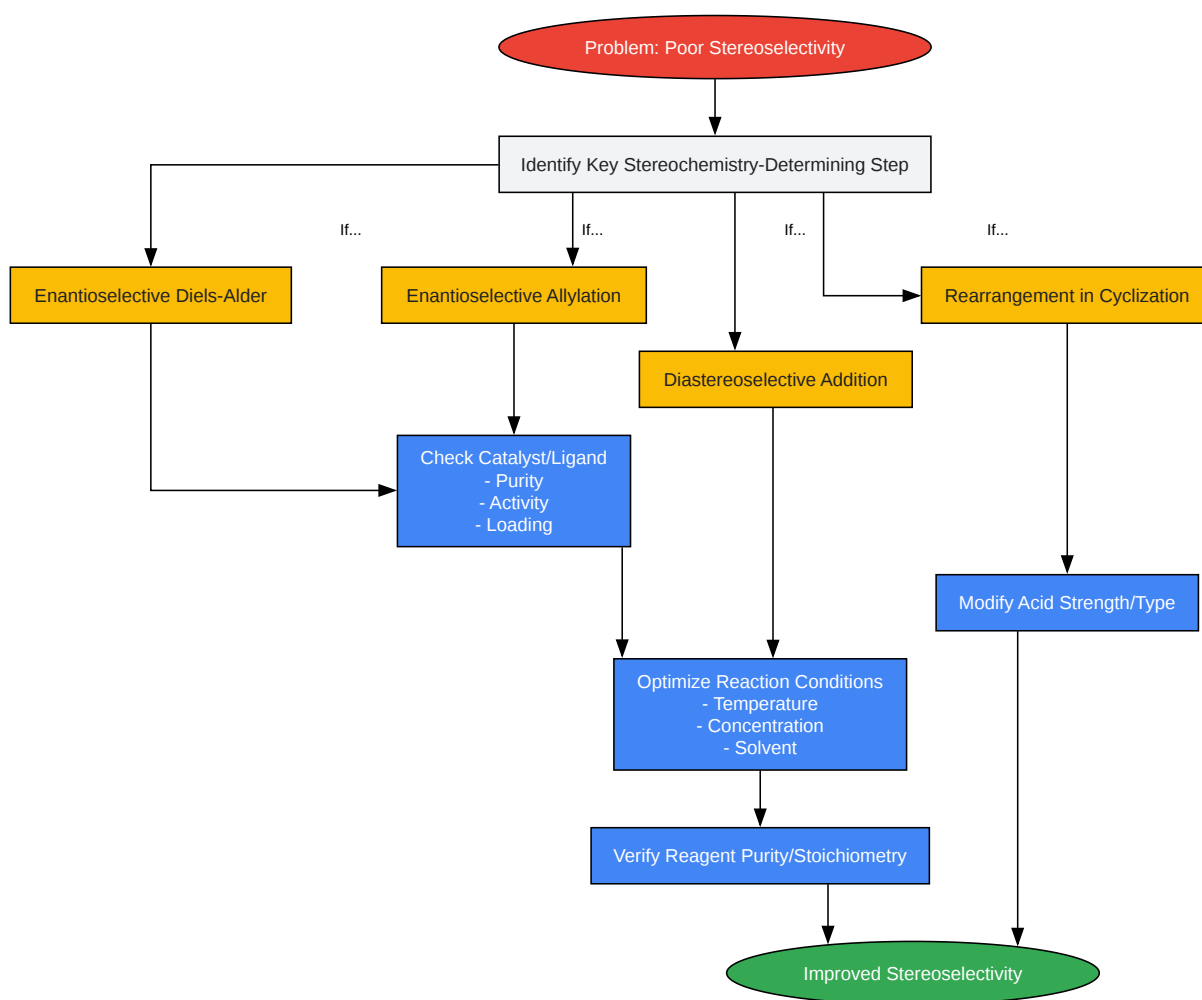 Problem: Poor Stereoselectivity
Identify Key Stereochemistry-Determining Step
If...
If...
If...
If...
Enantioselective Diels-Alder
Enantioselective Allylation
Rearrangement in Cyclization
Diastereoselective Addition
Check Catalyst/Ligand
- Purity
- Activity
- Loading
Modify Acid Strength/Type
Optimize Reaction Conditions
- Temperature
- Concentration
- Solvent
Verify Reagent Purity/Stoichiometry
Improved Stereoselectivity